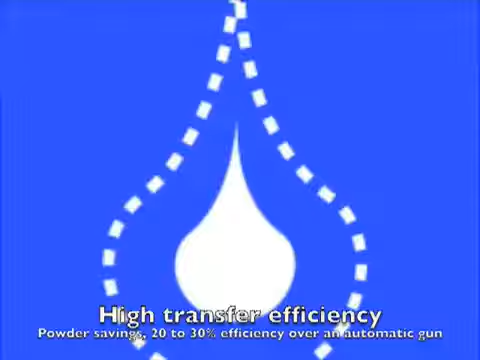 High transfer efficiency
Powder savings, 20 to 30% efficiency over an automatic gun